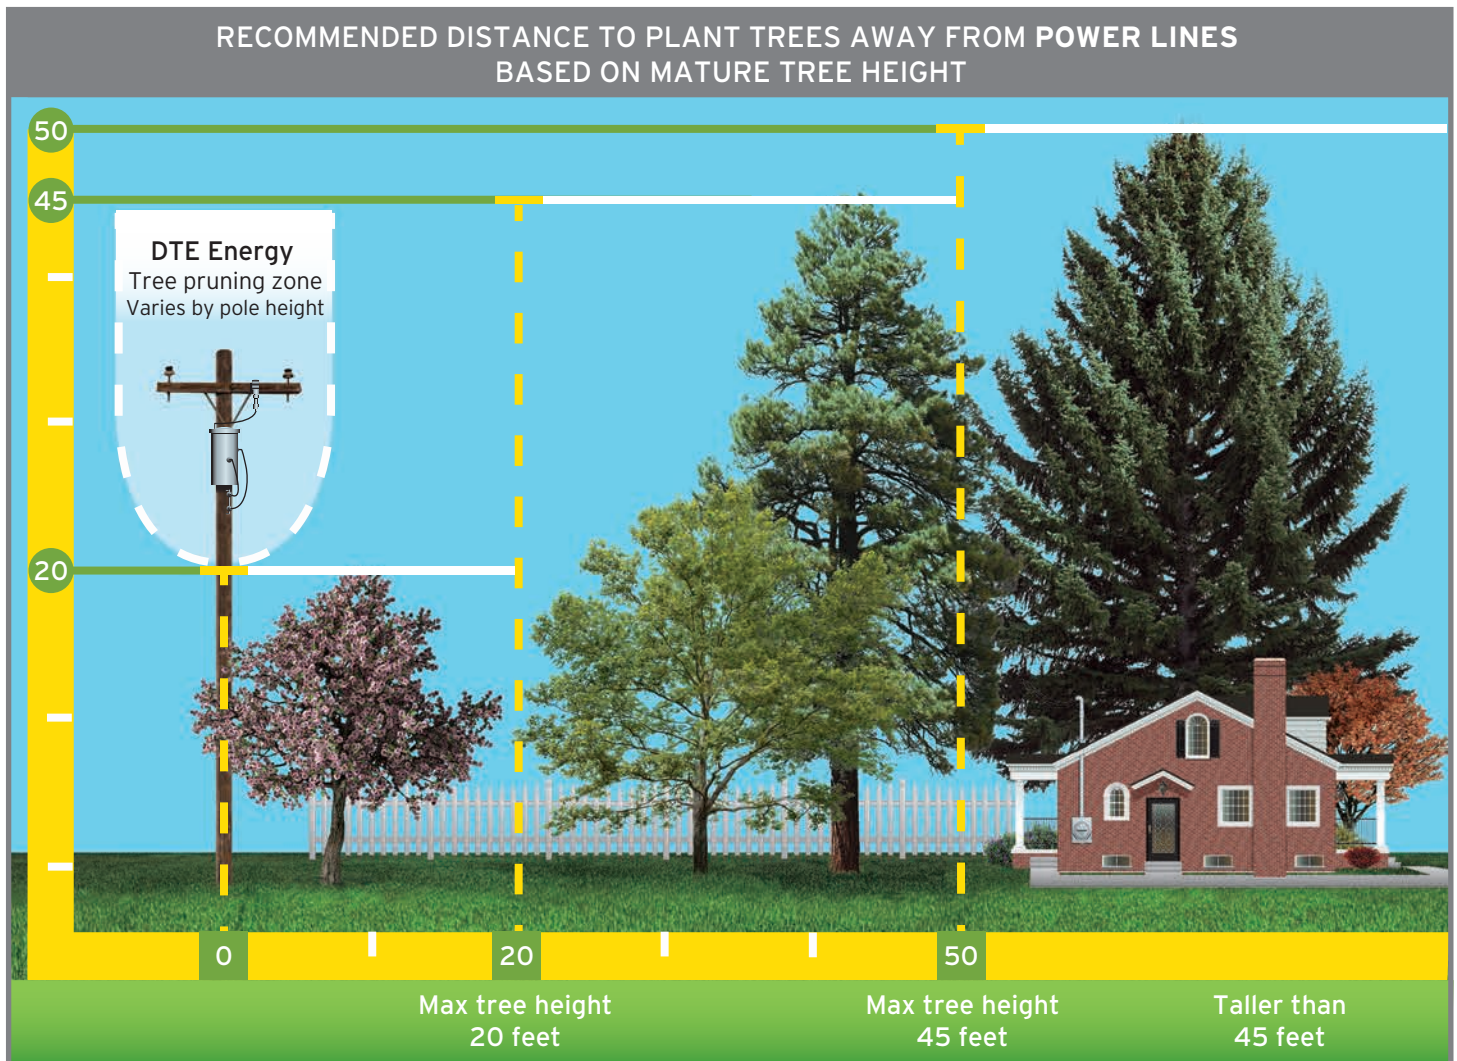 RECOMMENDED DISTANCE TO PLANT TREES AWAY FROM POWER LINES
BASED ON MATURE TREE HEIGHT
50
45
DTE Energy
Tree pruning zone
Varies by pole height
20
0
20
50
Max tree height
20 feet
Max tree height
45 feet
Taller than
45 feet